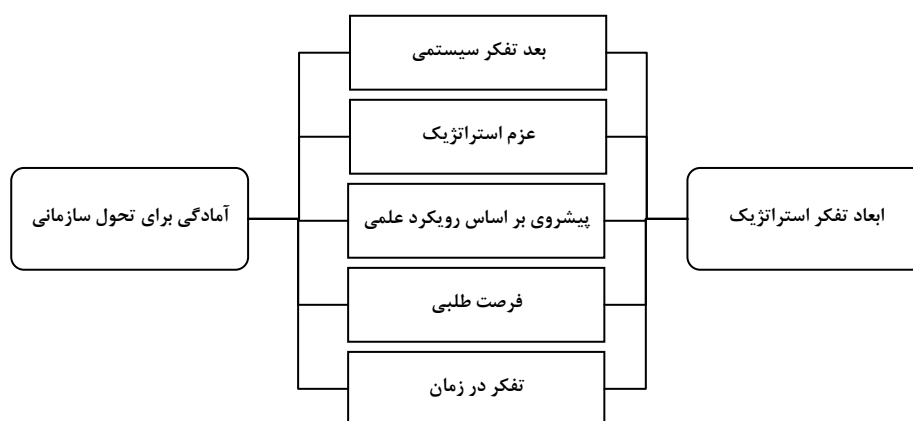 ابعاد تفکر استراتژیک
بعد تفکر سیستمی
عزم استراتژیک
پیشروی بر اساس رویکرد علمی
فرصت طلبی
تفکر در زمان
آمادگی برای تحول سازمانی